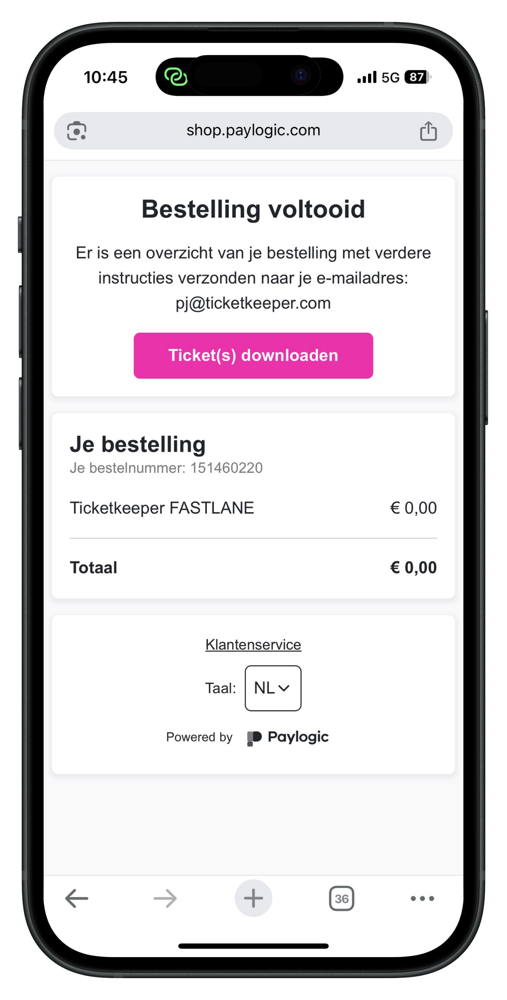 10:45
5G 87
shop.paylogic.com
Bestelling voltooid
Er is een overzicht van je bestelling met verdere
instructies verzonden naar je e-mailadres:
pj@ticketkeeper.com
Ticket(s) downloaden
Je bestelling
Je bestelnummer: 151460220
Ticketkeeper FASTLANE € 0,00
Totaal € 0,00
Klantenservice
Taal: NL
Powered by Paylogic
36